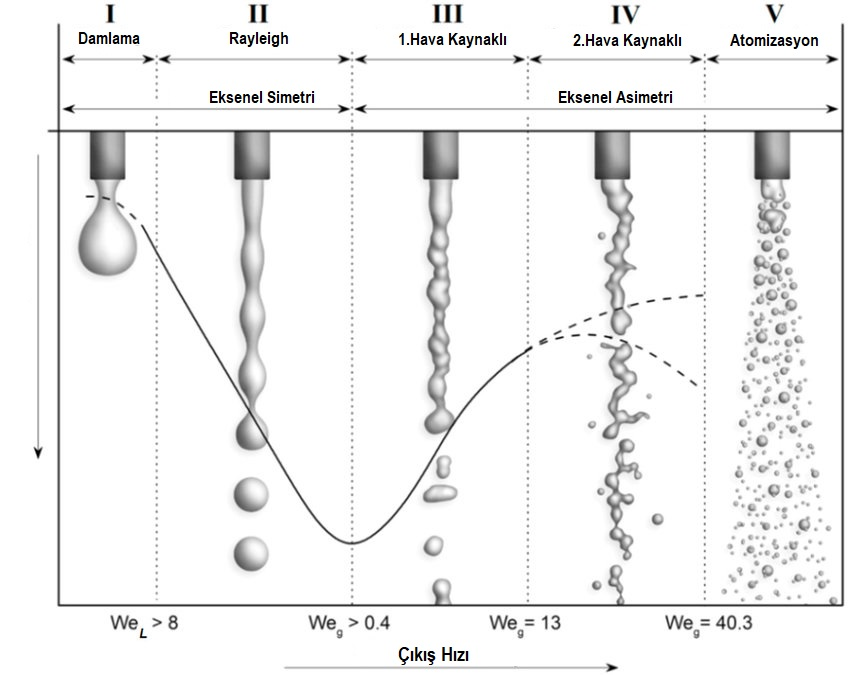 I II III IV V
Damlama Rayleigh 1.Hava Kaynaklı 2.Hava Kaynaklı Atomizasyon
Eksenel Simetri Eksenel Asimetri
We_L > 8 We_g > 0.4 We_g = 13 We_g = 40.3
Çıkış Hızı